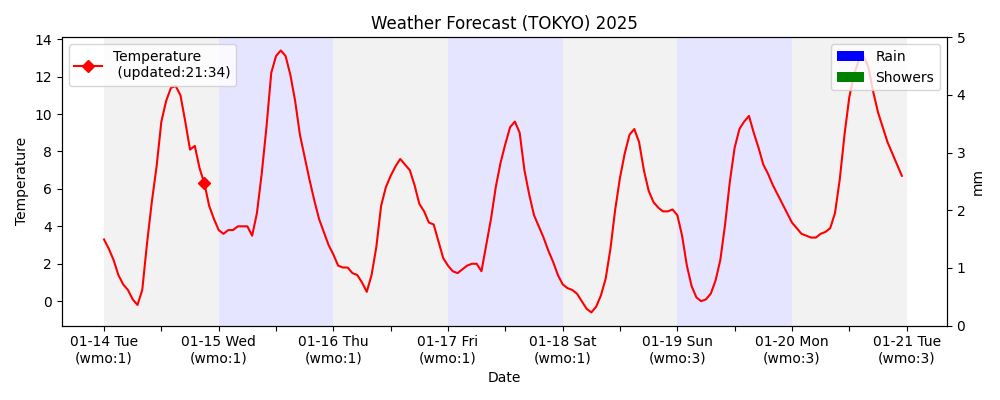 Weather Forecast (TOKYO) 2025
Temperature
(updated:21:34)
Rain
Showers
14
12
10
8
6
4
2
0
Temperature
5
4
3
2
1
0
mm
01-14 Tue
(wmo:1)
01-15 Wed
(wmo:1)
01-16 Thu
(wmo:1)
01-17 Fri
(wmo:1)
01-18 Sat
(wmo:1)
01-19 Sun
(wmo:3)
01-20 Mon
(wmo:3)
01-21 Tue
(wmo:3)
Date